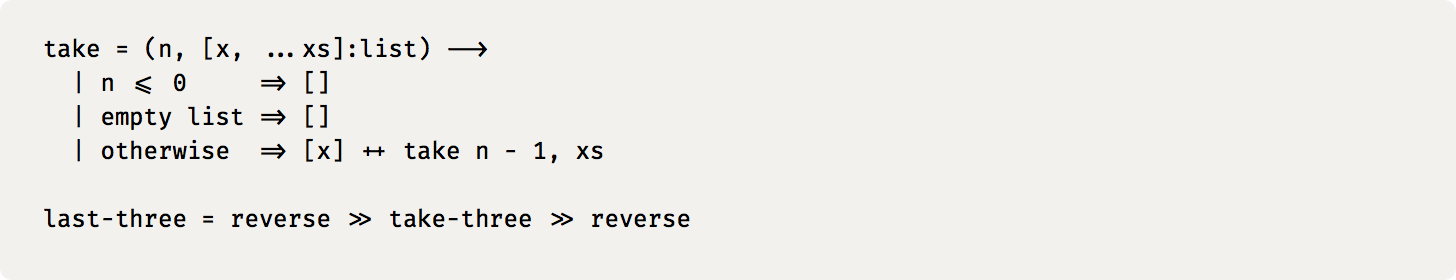 take = (n, [x, ...xs]:list) -->
  | n <= 0     => []
  | empty list => []
  | otherwise  => [x] ++ take n - 1, xs

last-three = reverse >> take-three >> reverse